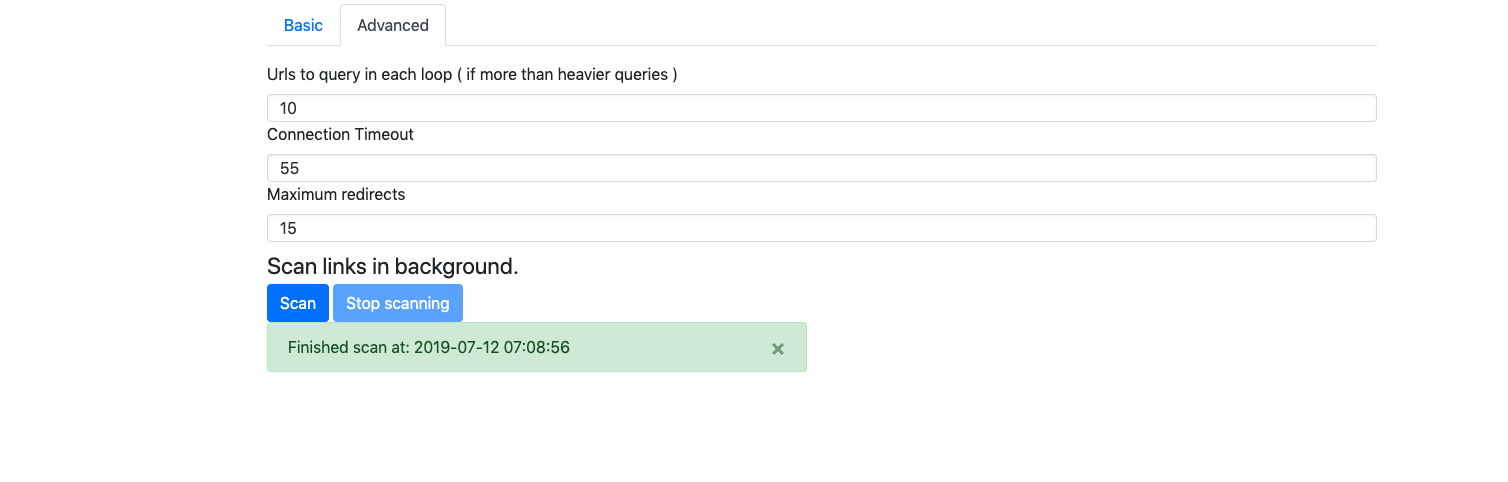 Basic Advanced
Urls to query in each loop ( if more than heavier queries )
10
Connection Timeout
55
Maximum redirects
15
Scan links in background.
Scan Stop scanning
Finished scan at: 2019-07-12 07:08:56 ×